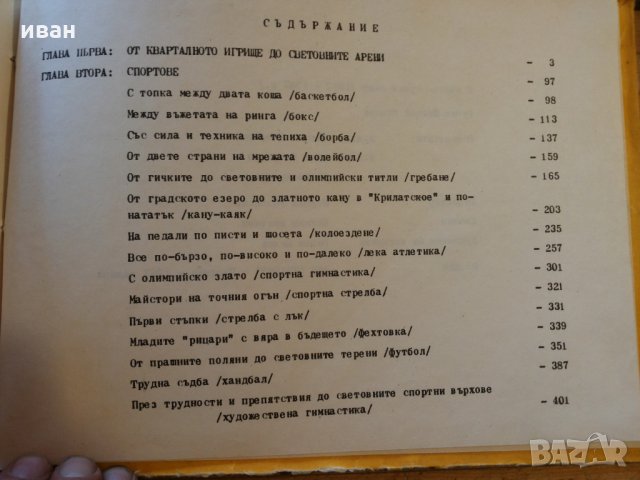 иван
СЪДЪРЖАНИЕ
ГЛАВА ПЪРВА: ОТ КВАРТАЛНОТО ИГРИЩЕ ДО СВЕТОВНИТЕ АРЕНИ - 3
ГЛАВА ВТОРА: СПОРТОВЕ - 97
С топка между двата коша /баскетбол/ - 98
Между въжетата на ринга /бокс/ - 113
Със сила и техника на тепиха /борба/ - 137
От двете страни на мрежата /волейбол/ - 159
От гичките до световните и олимпийски титли /гребане/ - 165
От градското езеро до златното кану в "Крилатское" и по-
нататък /кану-каяк/ - 203
На педали по писти и шосета /колоездене/ - 235
Все по-бързо, по-високо и по-далеко /лека атлетика/ - 257
С олимпийско злато /спортна гимнастика/ - 301
Майстори на точния огън /спортна стрелба/ - 321
Първи стъпки /стрелба с лък/ - 331
Младите "рицари" с вяра в бъдещето /фехтовка/ - 339
От прашните поляни до световните терени /футбол/ - 351
Трудна съдба /хандбал/ - 387
През трудности и препятствия до световните спортни върхове
/художествена гимнастика/ - 401
BAZAR